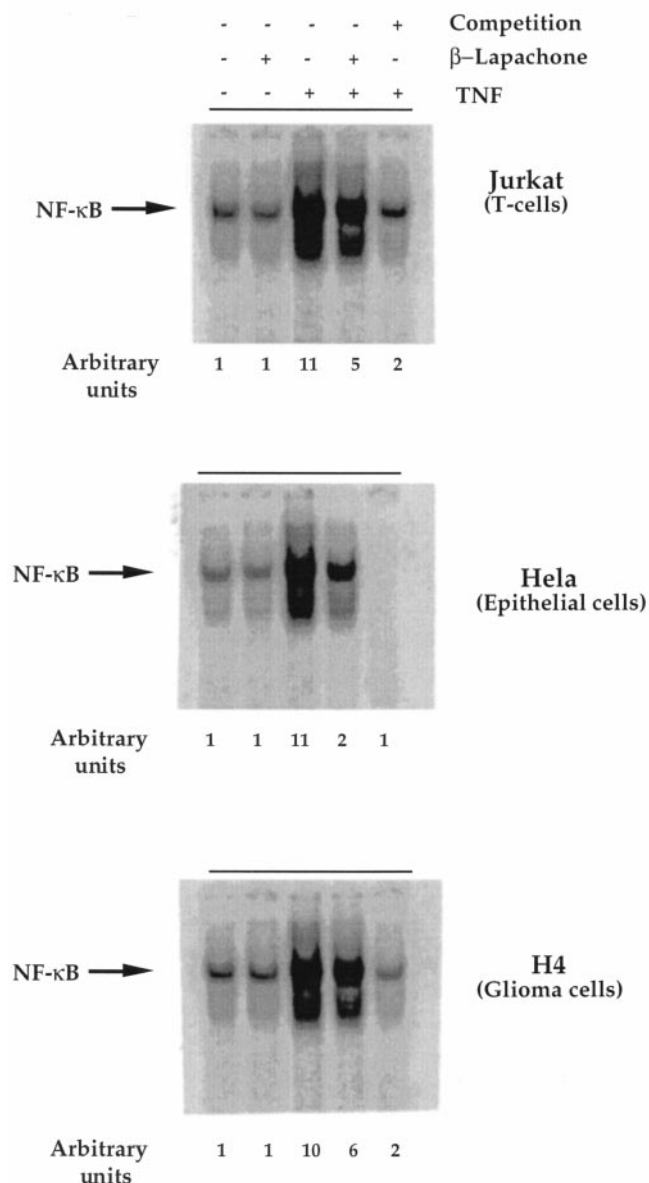 - - - - + Competition
- + - + - β–Lapachone
- - + + + TNF
NF-κB
Jurkat
(T-cells)
Arbitrary units 1 1 11 5 2
NF-κB
Hela
(Epithelial cells)
Arbitrary units 1 1 11 2 1
NF-κB
H4
(Glioma cells)
Arbitrary units 1 1 10 6 2